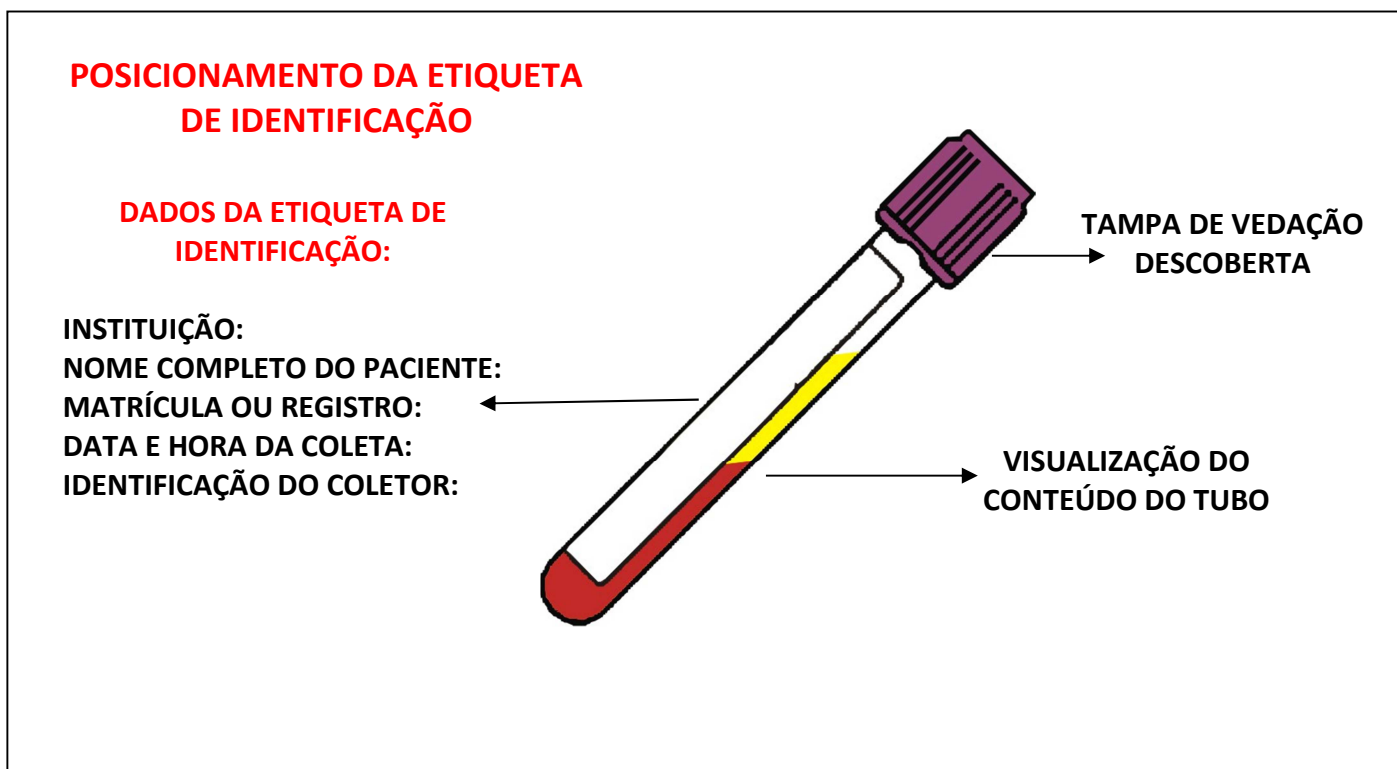 POSICIONAMENTO DA ETIQUETA
DE IDENTIFICAÇÃO
DADOS DA ETIQUETA DE
IDENTIFICAÇÃO:
INSTITUIÇÃO:
NOME COMPLETO DO PACIENTE:
MATRÍCULA OU REGISTRO:
DATA E HORA DA COLETA:
IDENTIFICAÇÃO DO COLETOR:
TAMPA DE VEDAÇÃO
DESCOBERTA
VISUALIZAÇÃO DO
CONTEÚDO DO TUBO